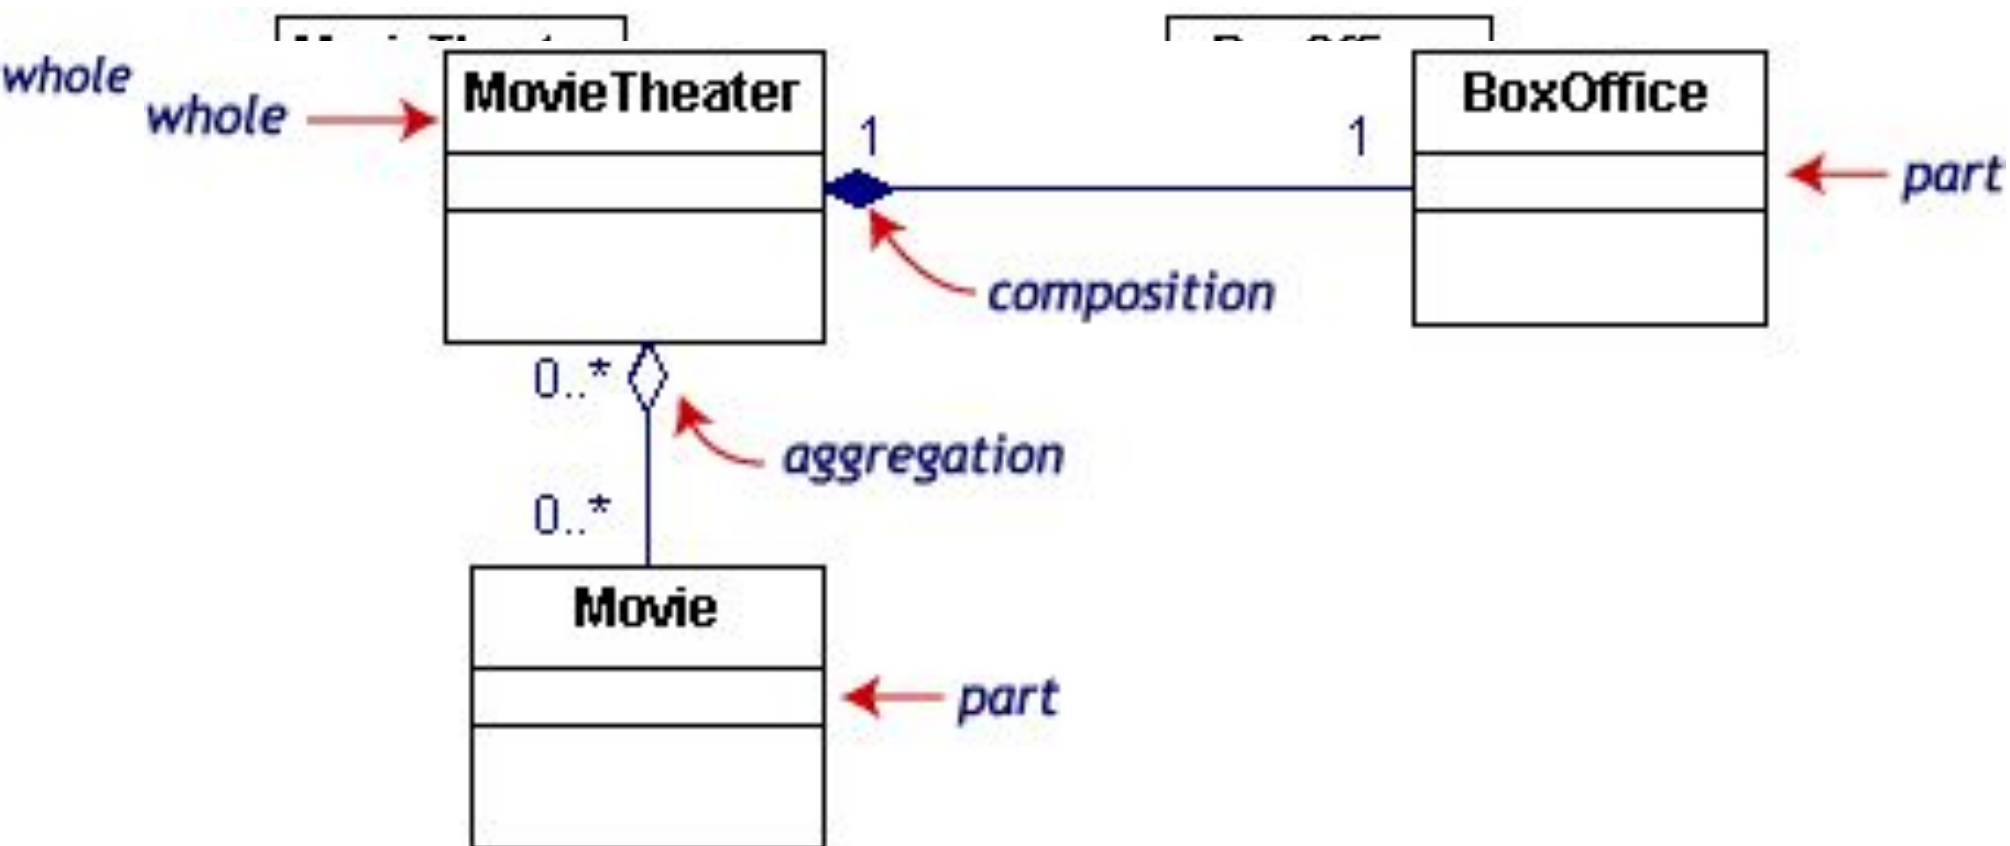 whole
whole
MovieTheater
BoxOffice
1
1
part
composition
0..*
aggregation
0..*
Movie
part